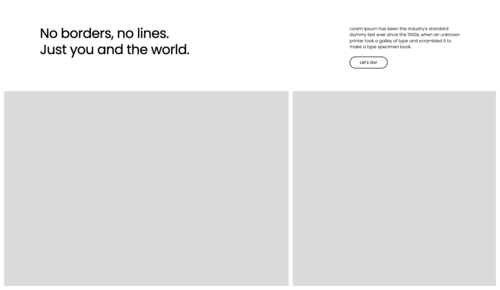 No borders, no lines.
Just you and the world.
Lorem Ipsum has been the industry's standard
dummy text ever since the 1500s, when an unknown
printer took a galley of type and scrambled it to
make a type specimen book.
Let's Go!